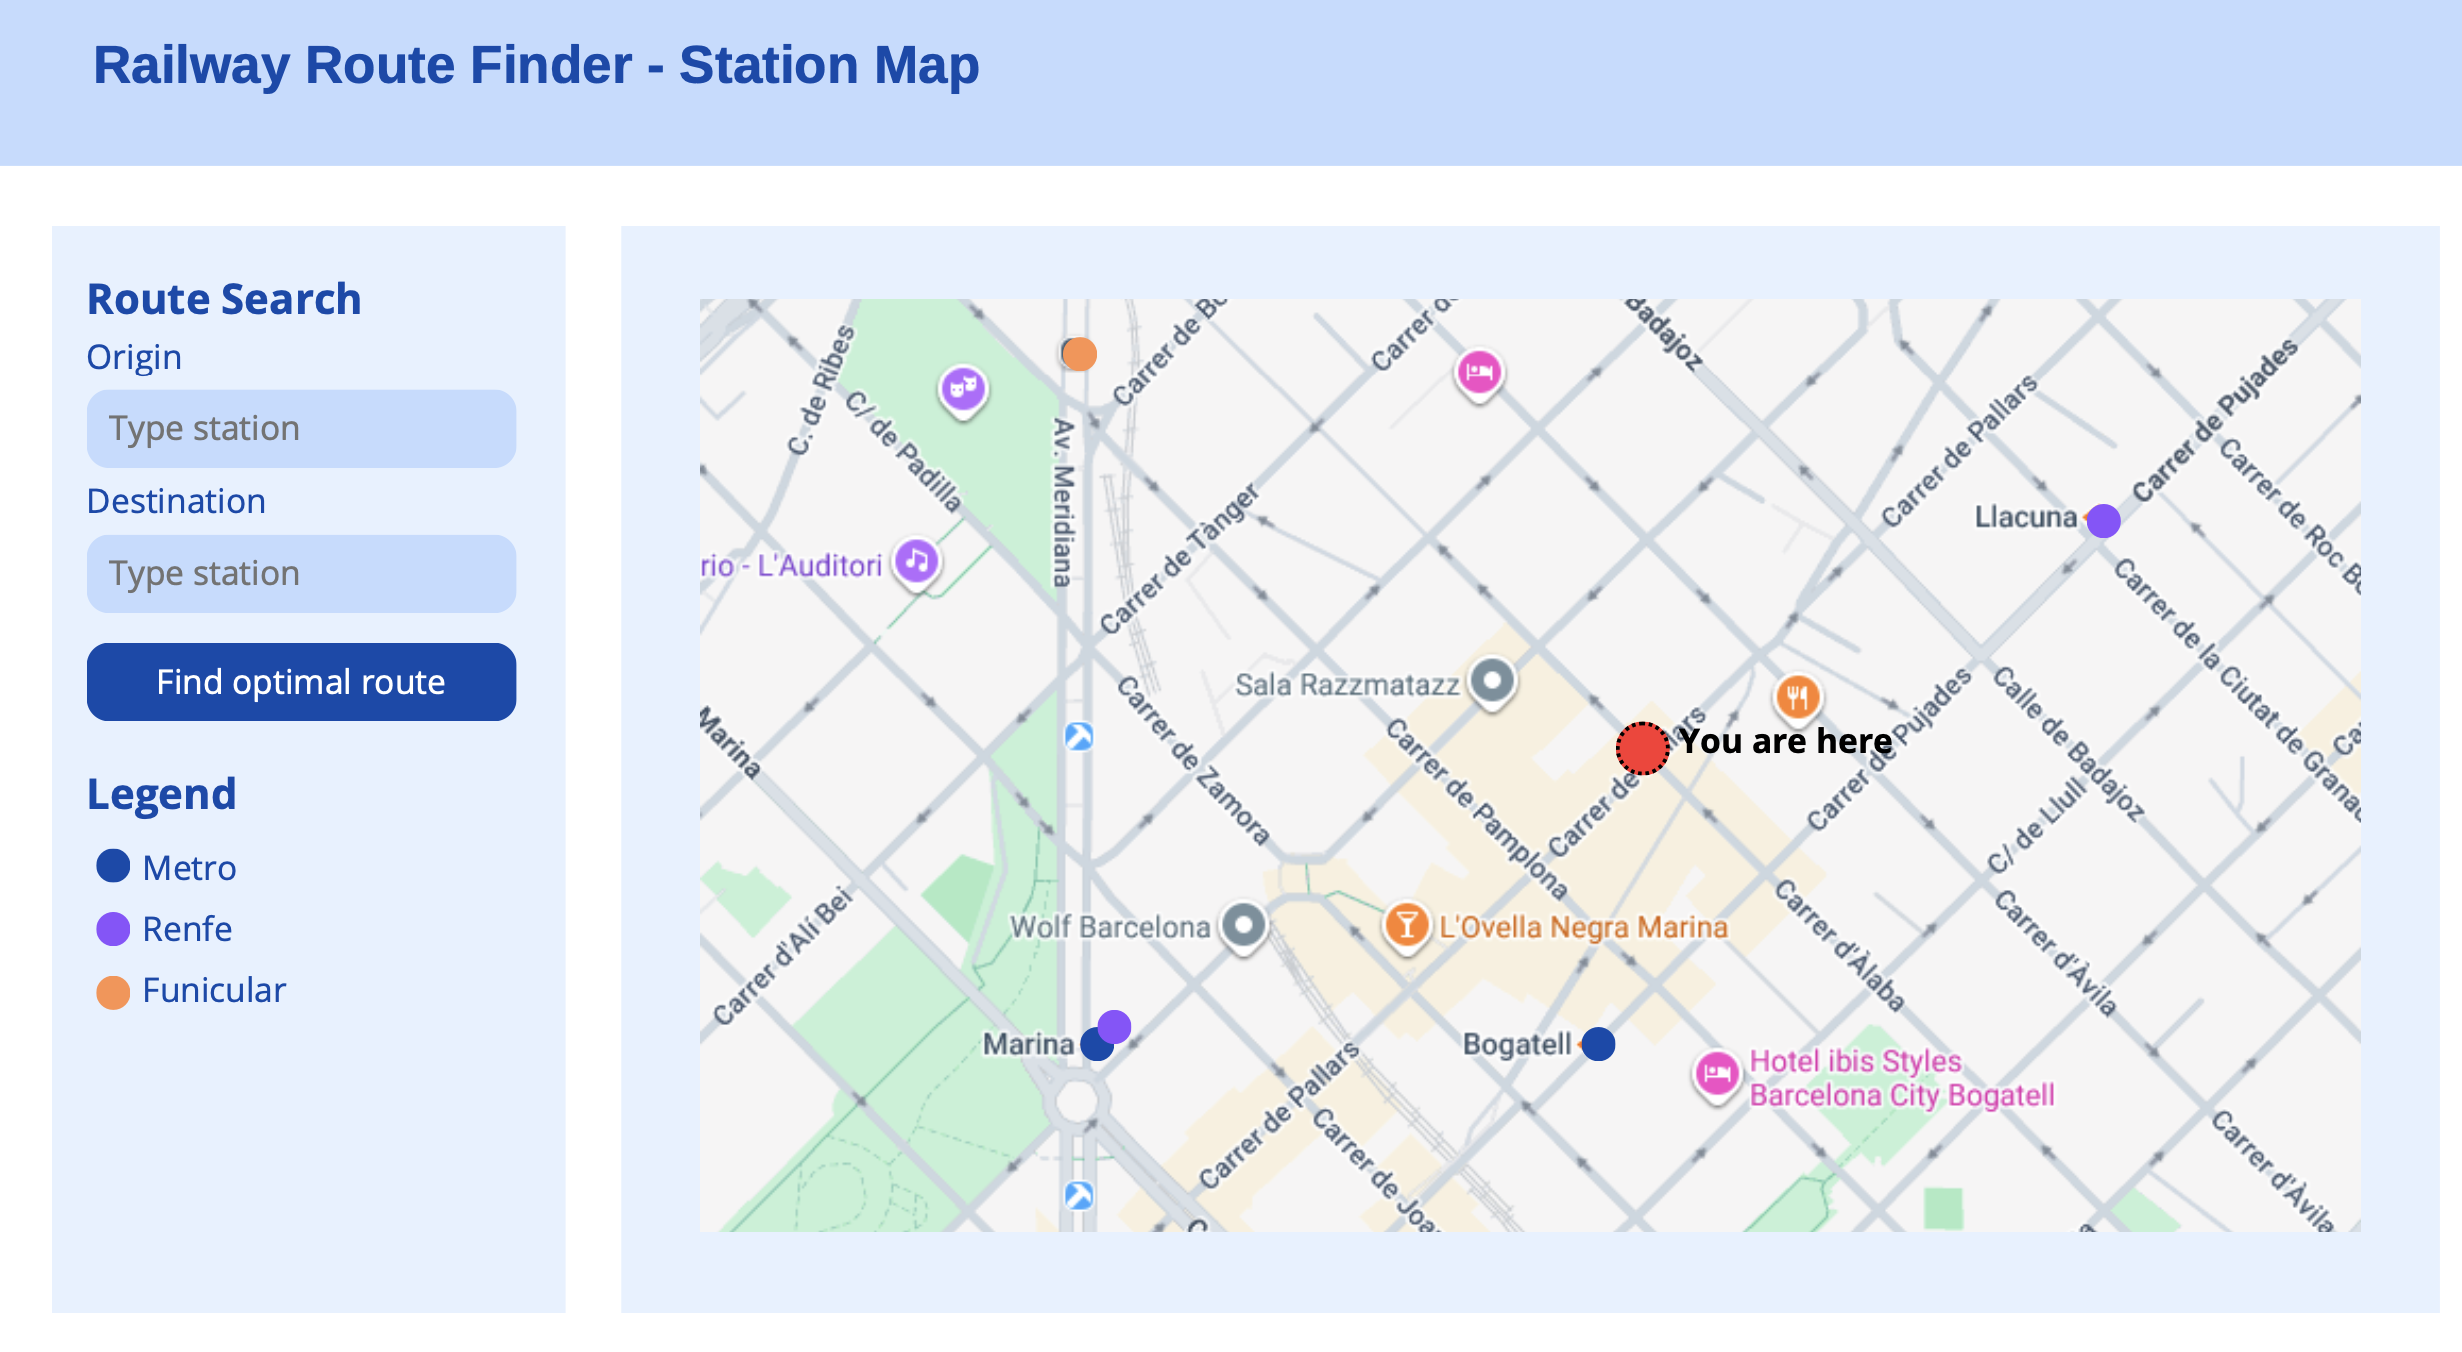 Railway Route Finder - Station Map
Route Search
Origin
Type station
Destination
Type station
Find optimal route
Legend
Metro
Renfe
Funicular
C. de Ribes
C/ de Padilla
Av. Meridiana
Carrer de
Carrer de
Badajoz
Carrer de Pallars
Carrer de Pujades
Carrer de Roc
Llacuna
Carrer de Tànger
rio - L'Auditori
Carrer de la Ciutat de
Sala Razzmatazz
You are here
Marina
Carrer de Zamora
Carrer de Pamplona
Carrer de
Carrer de Pujades
Calle de Badajoz
C/ de Llull
Carrer d'Alí Bei
Wolf Barcelona
L'Ovella Negra Marina
Carrer d'Àlaba
Carrer d'Àvila
Marina
Bogatell
Hotel ibis Styles
Barcelona City Bogatell
Carrer de Pallars
Carrer de
Carrer d'Àvila